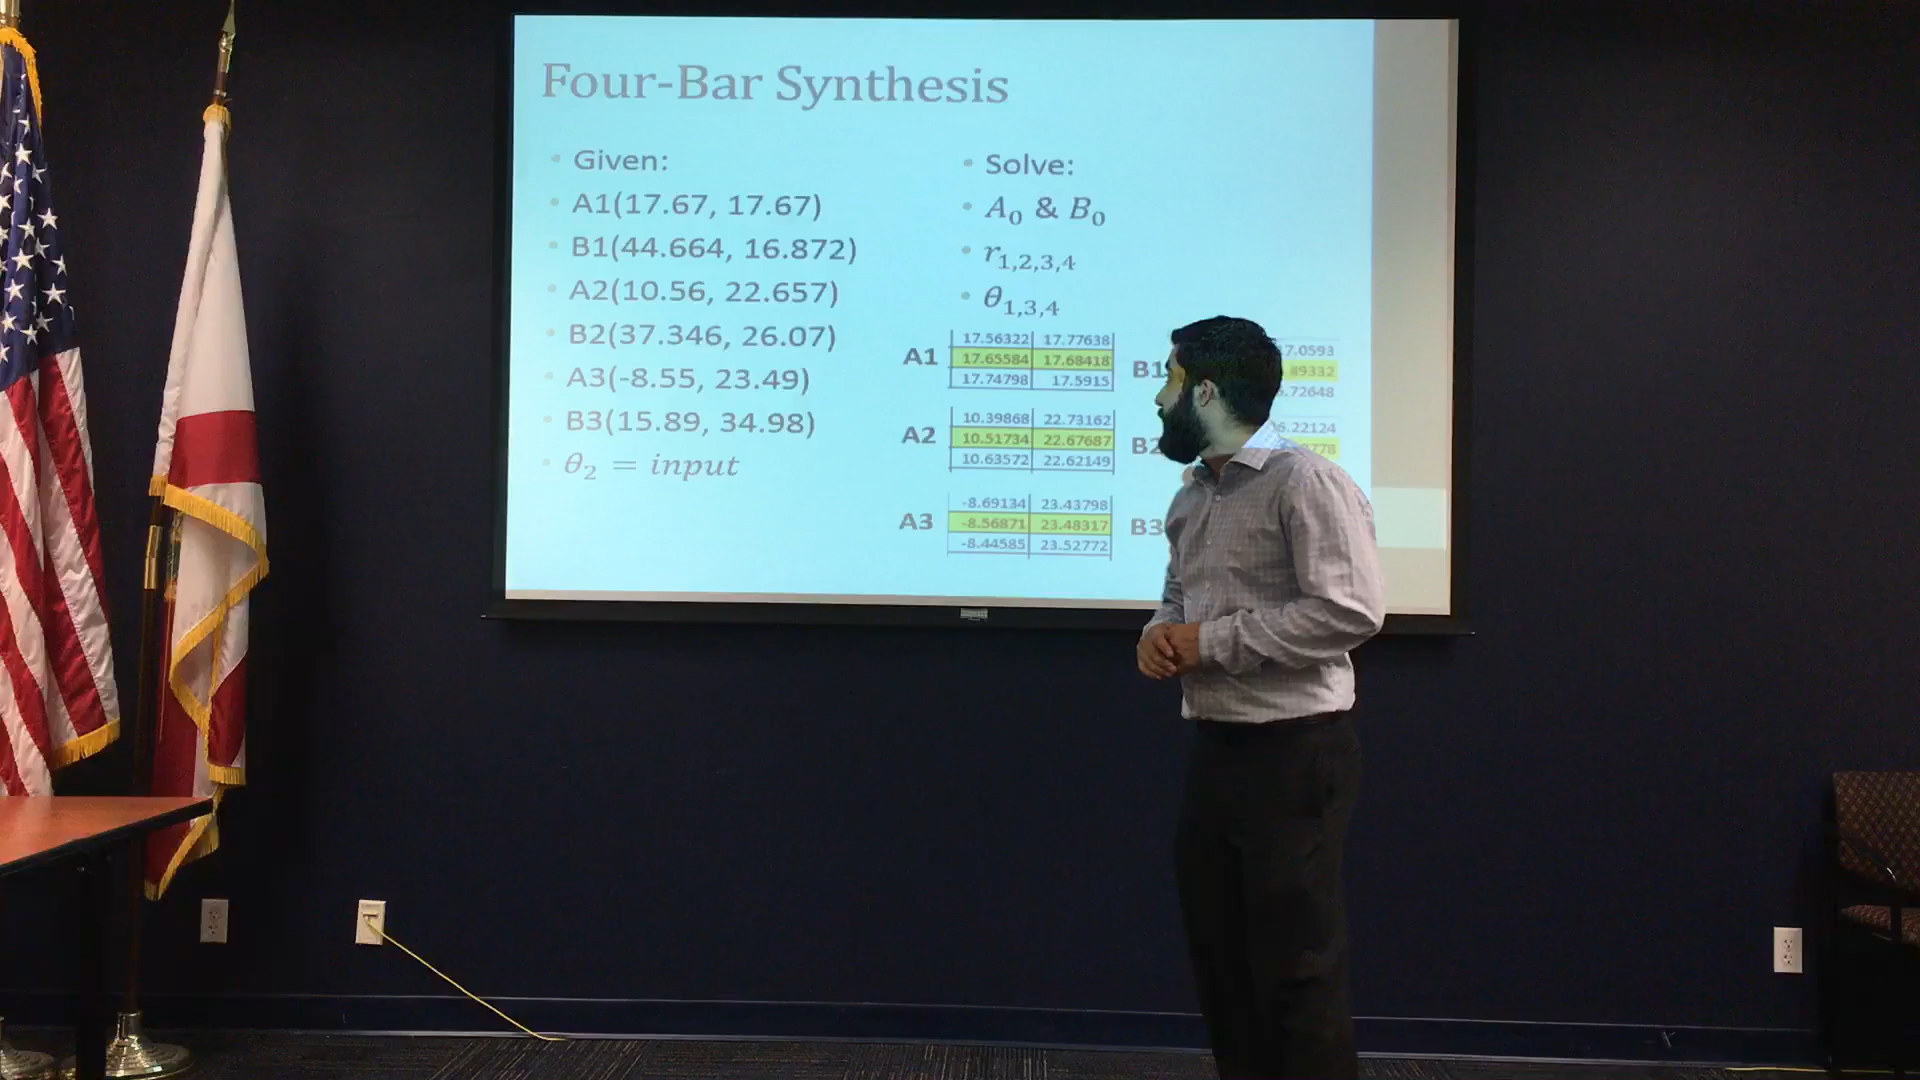 Four-Bar Synthesis
• Given:
• A1(17.67, 17.67)
• B1(44.664, 16.872)
• A2(10.56, 22.657)
• B2(37.346, 26.07)
• A3(-8.55, 23.49)
• B3(15.89, 34.98)
• θ₂ = input
• Solve:
• A₀ & B₀
• r₁,₂,₃,₄
• θ₁,₃,₄
A1
17.56322 17.77638
17.65584 17.68418
17.74798 17.5915
B1
A2
10.39868 22.73162
10.51734 22.67687
10.63572 22.62149
A3
-8.69134 23.43798
-8.56871 23.48317
-8.44585 23.52772
B3